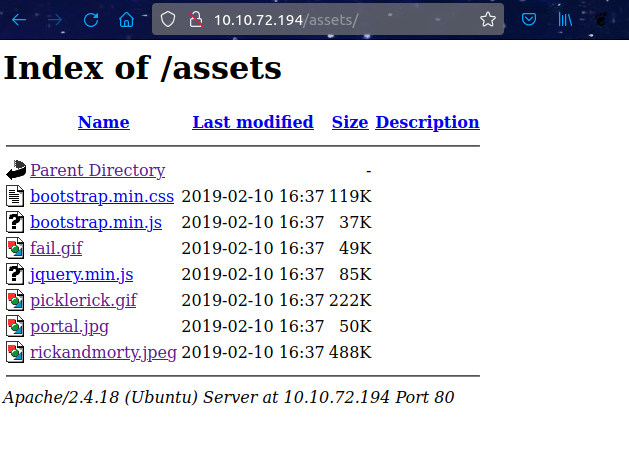 10.10.72.194/assets/
Index of /assets
Name Last modified Size Description
Parent Directory -
bootstrap.min.css 2019-02-10 16:37 119K
bootstrap.min.js 2019-02-10 16:37 37K
fail.gif 2019-02-10 16:37 49K
jquery.min.js 2019-02-10 16:37 85K
picklerick.gif 2019-02-10 16:37 222K
portal.jpg 2019-02-10 16:37 50K
rickandmorty.jpeg 2019-02-10 16:37 488K
Apache/2.4.18 (Ubuntu) Server at 10.10.72.194 Port 80